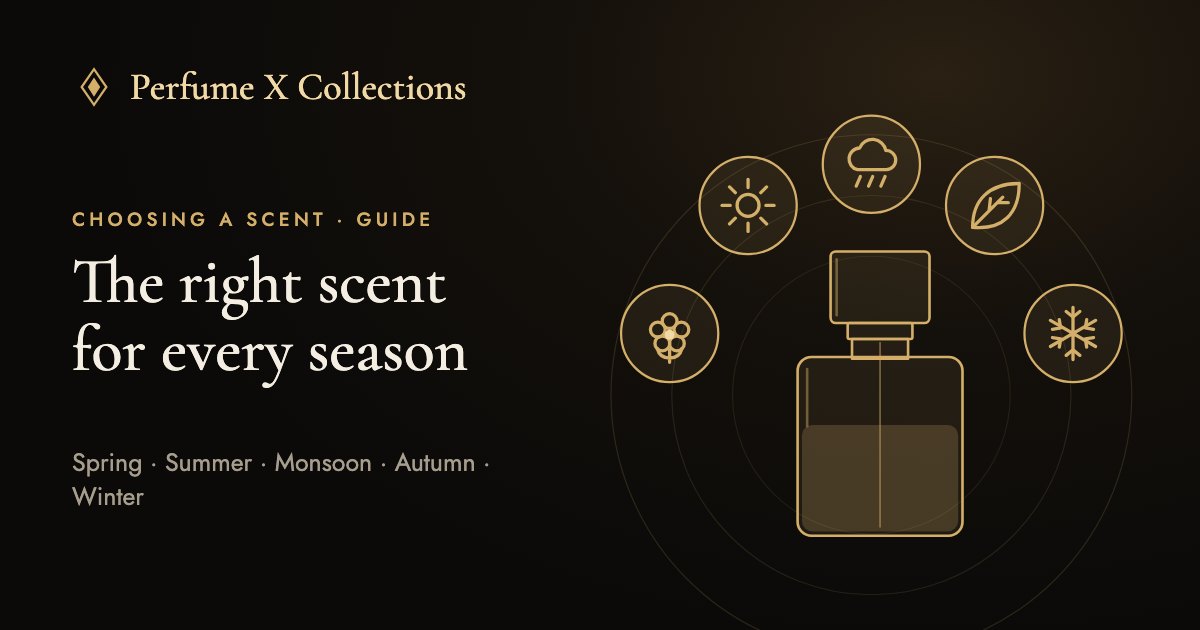 Perfume X Collections
CHOOSING A SCENT · GUIDE
The right scent
for every season
Spring · Summer · Monsoon · Autumn ·
Winter